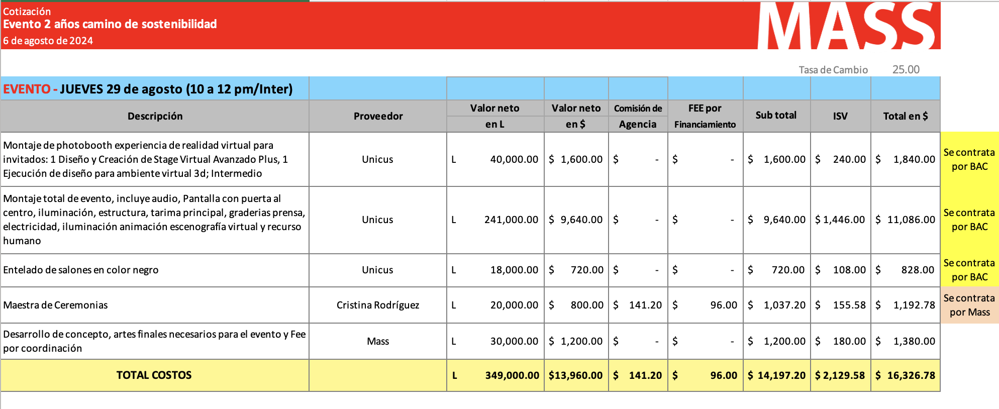 Cotización
Evento 2 años camino de sostenibilidad
6 de agosto de 2024
MASS
Tasa de Cambio 25.00
EVENTO - JUEVES 29 de agosto (10 a 12 pm/Inter)
Descripción Proveedor Valor neto en L Valor neto en $ Comisión de Agencia FEE por Financiamiento Sub total ISV Total en $
Montaje de photobooth experiencia de realidad virtual para
invitados: 1 Diseño y Creación de Stage Virtual Avanzado Plus, 1
Ejecución de diseño para ambiente virtual 3d; Intermedio
Unicus L 40,000.00 $ 1,600.00 $ - $ - $ 1,600.00 $ 240.00 $ 1,840.00
Se contrata
por BAC
Montaje total de evento, incluye audio, Pantalla con puerta al
centro, iluminación, estructura, tarima principal, graderias prensa,
electricidad, iluminación animación escenografía virtual y recurso
humano
Unicus L 241,000.00 $ 9,640.00 $ - $ - $ 9,640.00 $ 1,446.00 $ 11,086.00
Se contrata
por BAC
Entelado de salones en color negro Unicus L 18,000.00 $ 720.00 $ - $ - $ 720.00 $ 108.00 $ 828.00
Se contrata
por BAC
Maestra de Ceremonias Cristina Rodríguez L 20,000.00 $ 800.00 $ 141.20 $ 96.00 $ 1,037.20 $ 155.58 $ 1,192.78
Se contrata
por Mass
Desarrollo de concepto, artes finales necesarios para el evento y Fee
por coordinación
Mass L 30,000.00 $ 1,200.00 $ - $ - $ 1,200.00 $ 180.00 $ 1,380.00
TOTAL COSTOS L 349,000.00 $13,960.00 $ 141.20 $ 96.00 $ 14,197.20 $ 2,129.58 $ 16,326.78